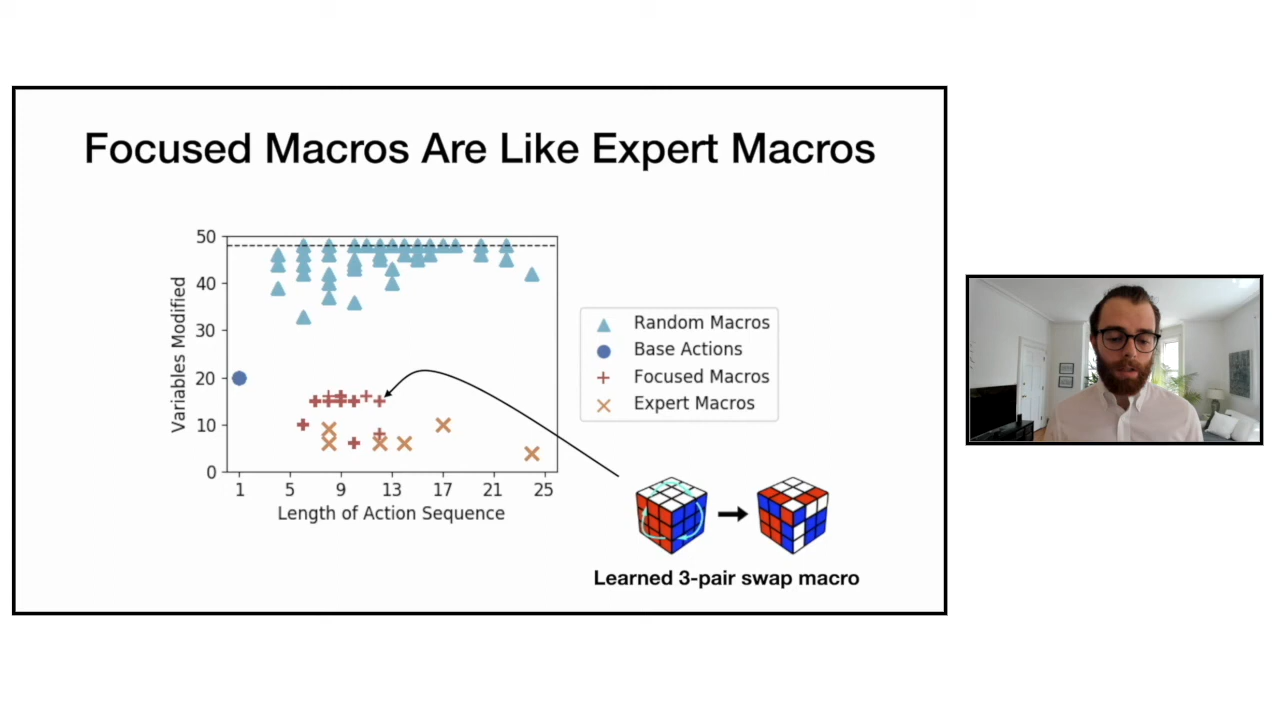 Focused Macros Are Like Expert Macros
50
40
30
20
10
0
Variables Modified
1 5 9 13 17 21 25
Length of Action Sequence
Random Macros
Base Actions
Focused Macros
Expert Macros
Learned 3-pair swap macro